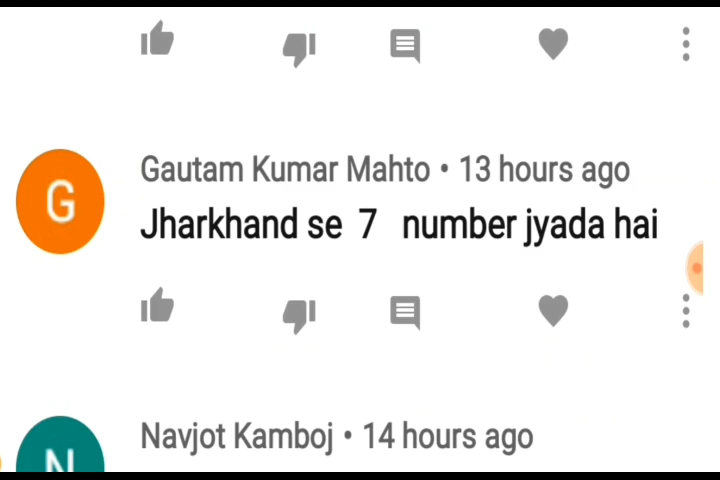 G
Gautam Kumar Mahto • 13 hours ago
Jharkhand se 7 number jyada hai
N
Navjot Kamboj • 14 hours ago